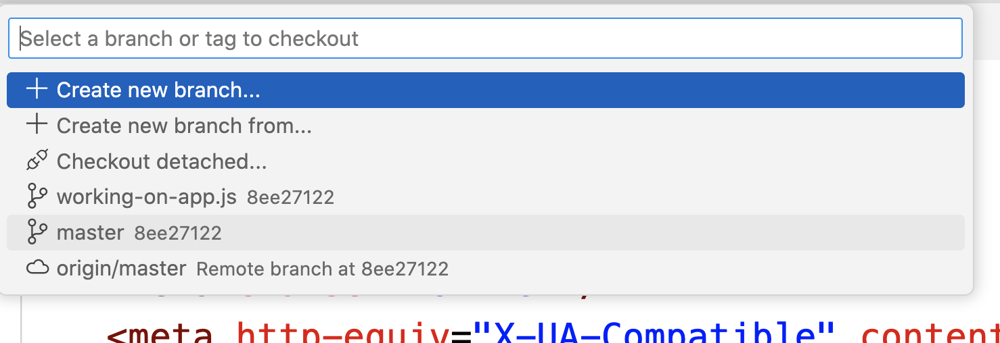 Select a branch or tag to checkout
Create new branch...
Create new branch from...
Checkout detached...
working-on-app.js 8ee27122
master 8ee27122
origin/master Remote branch at 8ee27122
<meta http-equiv="X-UA-Compatible" content